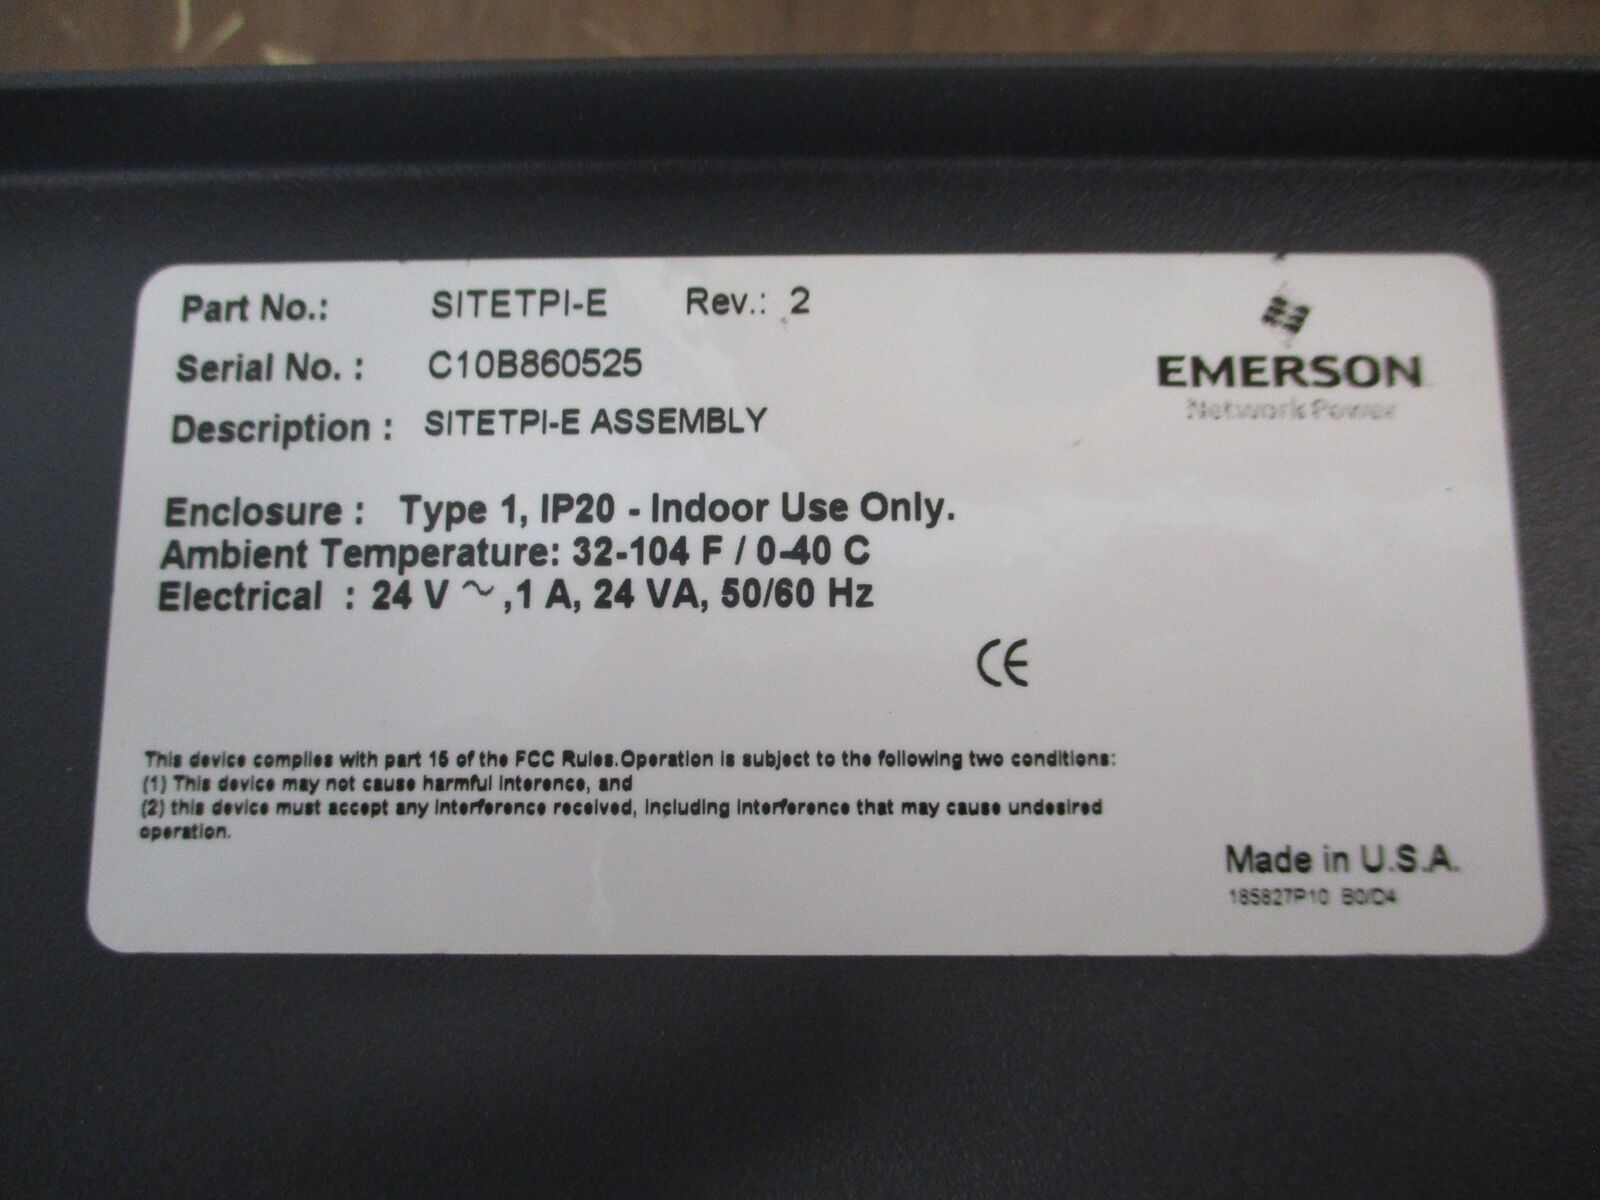 Part No.: SITETPI-E Rev.: 2
Serial No. : C10B860525
Description : SITETPI-E ASSEMBLY
EMERSON
Network Power
Enclosure : Type 1, IP20 - Indoor Use Only.
Ambient Temperature: 32-104 F / 0-40 C
Electrical : 24 V ~ ,1 A, 24 VA, 50/60 Hz
CE
This device complies with part 15 of the FCC Rules.Operation is subject to the following two conditions:
(1) This device may not cause harmful interence, and
(2) this device must accept any interference received, including interference that may cause undesired
operation.
Made in U.S.A.
185827P10 B0/D4